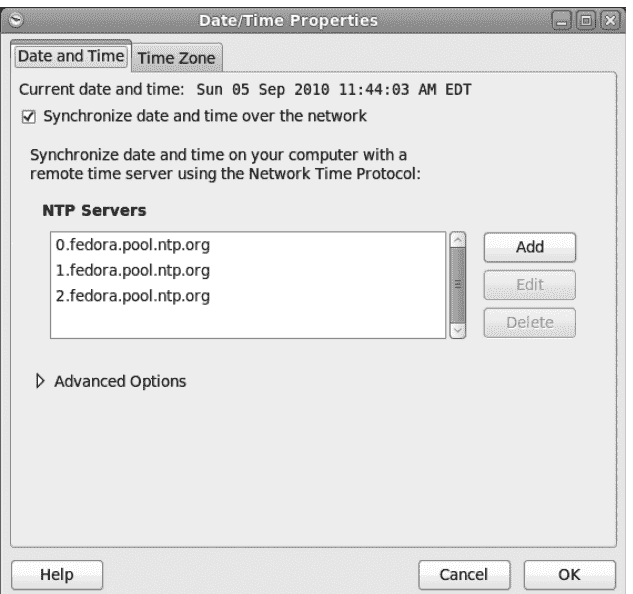 Date/Time Properties
Date and Time
Time Zone
Current date and time: Sun 05 Sep 2010 11:44:03 AM EDT
Synchronize date and time over the network
Synchronize date and time on your computer with a
remote time server using the Network Time Protocol:
NTP Servers
0.fedora.pool.ntp.org
1.fedora.pool.ntp.org
2.fedora.pool.ntp.org
Add
Edit
Delete
Advanced Options
Help
Cancel
OK